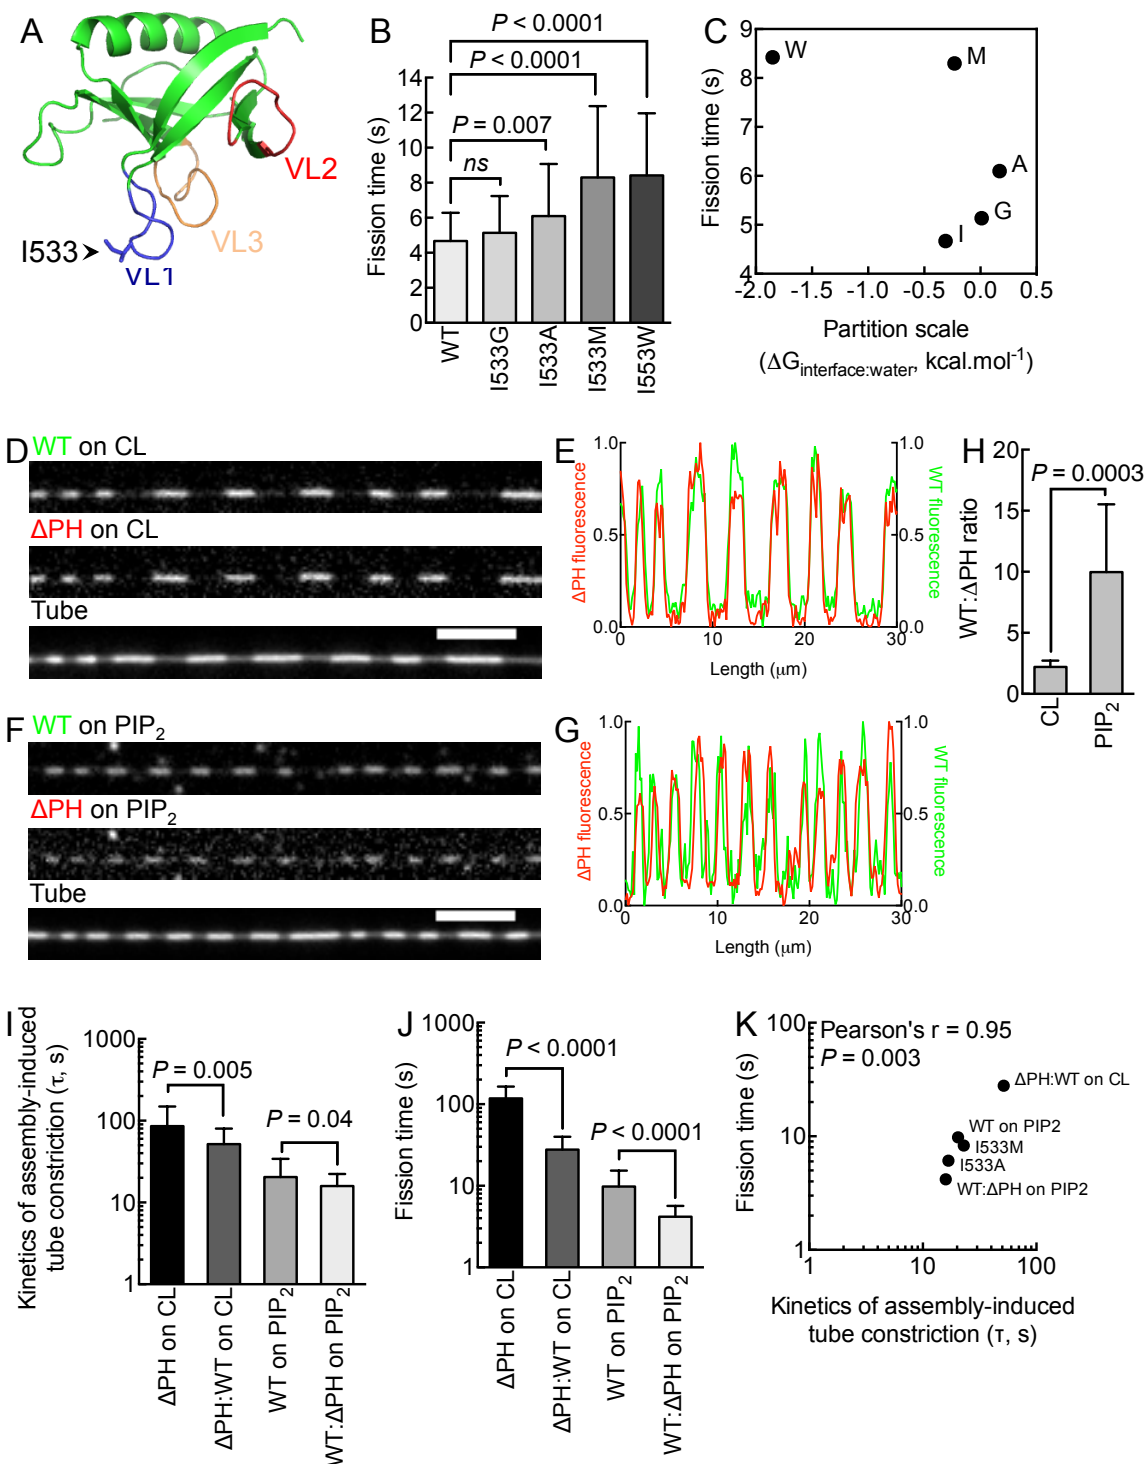 A
I533
VL1
VL2
VL3
B
P < 0.0001
P < 0.0001
P = 0.007
ns
Fission time (s)
14
12
10
8
6
4
2
0
WT
I533G
I533A
I533M
I553W
C
Fission time (s)
9
8
7
6
5
4
W
M
A
G
I
-2.0 -1.5 -1.0 -0.5 0.0 0.5
Partition scale
(ΔGinterface:water, kcal.mol-1)
D
WT on CL
ΔPH on CL
Tube
E
ΔPH fluorescence
1.0
0.5
0.0
WT fluorescence
1.0
0.5
0.0
0 10 20 30
Length (μm)
H
WT:ΔPH ratio
P = 0.0003
20
15
10
5
0
CL
PIP2
F
WT on PIP2
ΔPH on PIP2
Tube
G
ΔPH fluorescence
1.0
0.5
0.0
WT fluorescence
1.0
0.5
0.0
0 10 20 30
Length (μm)
I
Kinetics of assembly-induced
tube constriction (τ, s)
1000
100
10
1
P = 0.005
P = 0.04
ΔPH on CL
ΔPH:WT on CL
WT on PIP2
WT:ΔPH on PIP2
J
Fission time (s)
1000
100
10
1
P < 0.0001
P < 0.0001
ΔPH on CL
ΔPH:WT on CL
WT on PIP2
WT:ΔPH on PIP2
K
Fission time (s)
100
10
1
Pearson's r = 0.95
P = 0.003
ΔPH:WT on CL
WT on PIP2
I533M
I533A
WT:ΔPH on PIP2
1 10 100
Kinetics of assembly-induced
tube constriction (τ, s)